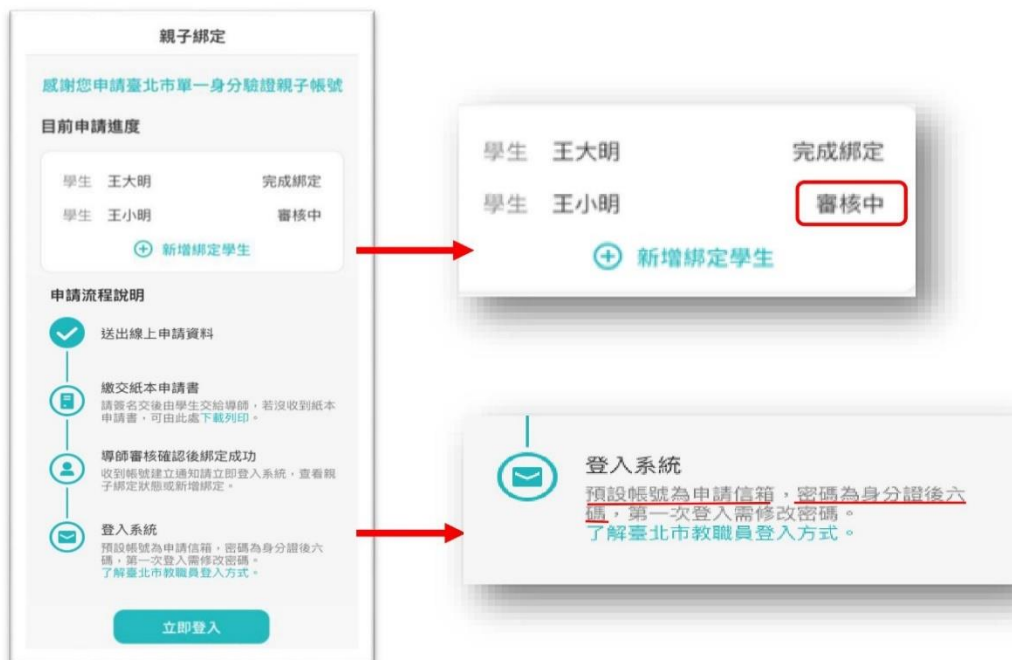 親子綁定
感謝您申請臺北市單一身分驗證親子帳號
目前申請進度
學生 王大明 完成綁定
學生 王小明 審核中
新增綁定學生
申請流程說明
送出線上申請資料
繳交紙本申請書
請簽名交後由學生交給導師，若沒收到紙本
申請書，可由此處下載列印。
導師審核確認後綁定成功
收到帳號建立通知請立即登入系統，查看親
子綁定狀態或新增綁定。
登入系統
預設帳號為申請信箱，密碼為身分證後六
碼，第一次登入需修改密碼。
了解臺北市教職員登入方式。
立即登入
學生 王大明 完成綁定
學生 王小明 審核中
新增綁定學生
登入系統
預設帳號為申請信箱，密碼為身分證後六
碼，第一次登入需修改密碼。
了解臺北市教職員登入方式。